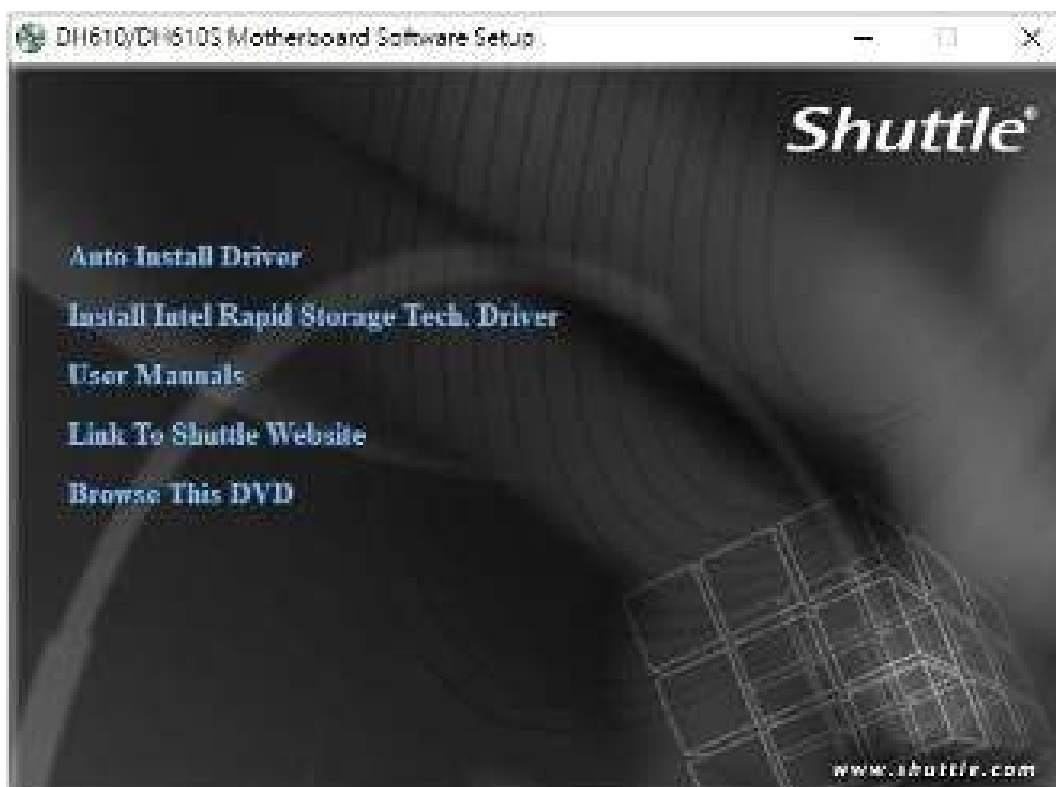 DH610/DH610S Motherboard Software Setup
Shuttle®
Auto Install Driver
Install Intel Rapid Storage Tech. Driver
User Manuals
Link To Shuttle Website
Browse This DVD
www.shuttle.com